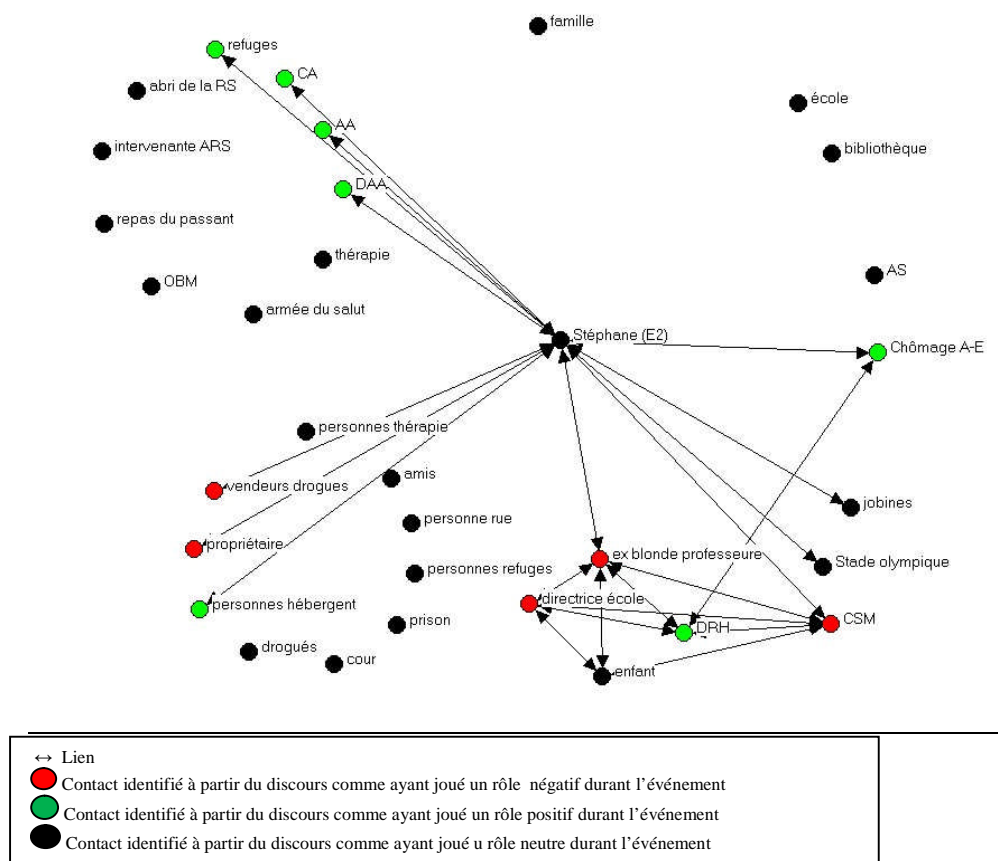 famille
refuges
CA
abri de la RS
école
AA
intervenante ARS
bibliothèque
DAA
repas du passant
thérapie
AS
OBM
armée du salut
Stéphane (E2)
Chômage A-E
personnes thérapie
amis
vendeurs drogues
jobines
personne rue
propriétaire
ex blonde professeure
Stade olympique
personnes refuges
directrice école
personnes hébergent
CSM
prison
DRH
drogués
cour
enfant
↔ Lien
Contact identifié à partir du discours comme ayant joué un rôle négatif durant l'événement
Contact identifié à partir du discours comme ayant joué un rôle positif durant l'événement
Contact identifié à partir du discours comme ayant joué u rôle neutre durant l'événement